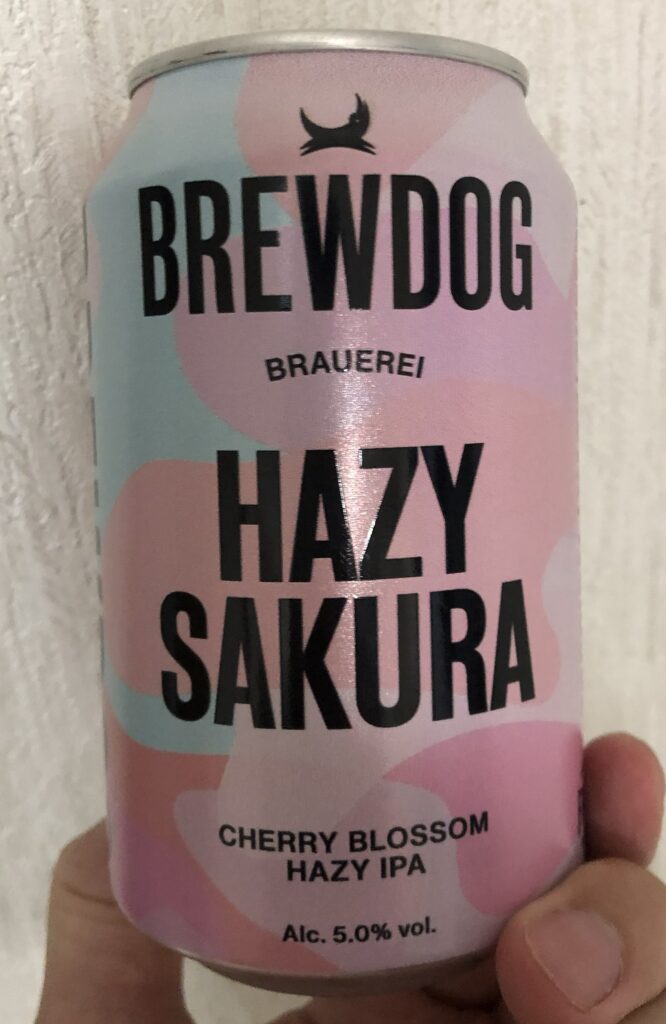 BREWDOG
BRAUEREI
HAZY
SAKURA
CHERRY BLOSSOM
HAZY IPA
Alc. 5.0% vol.